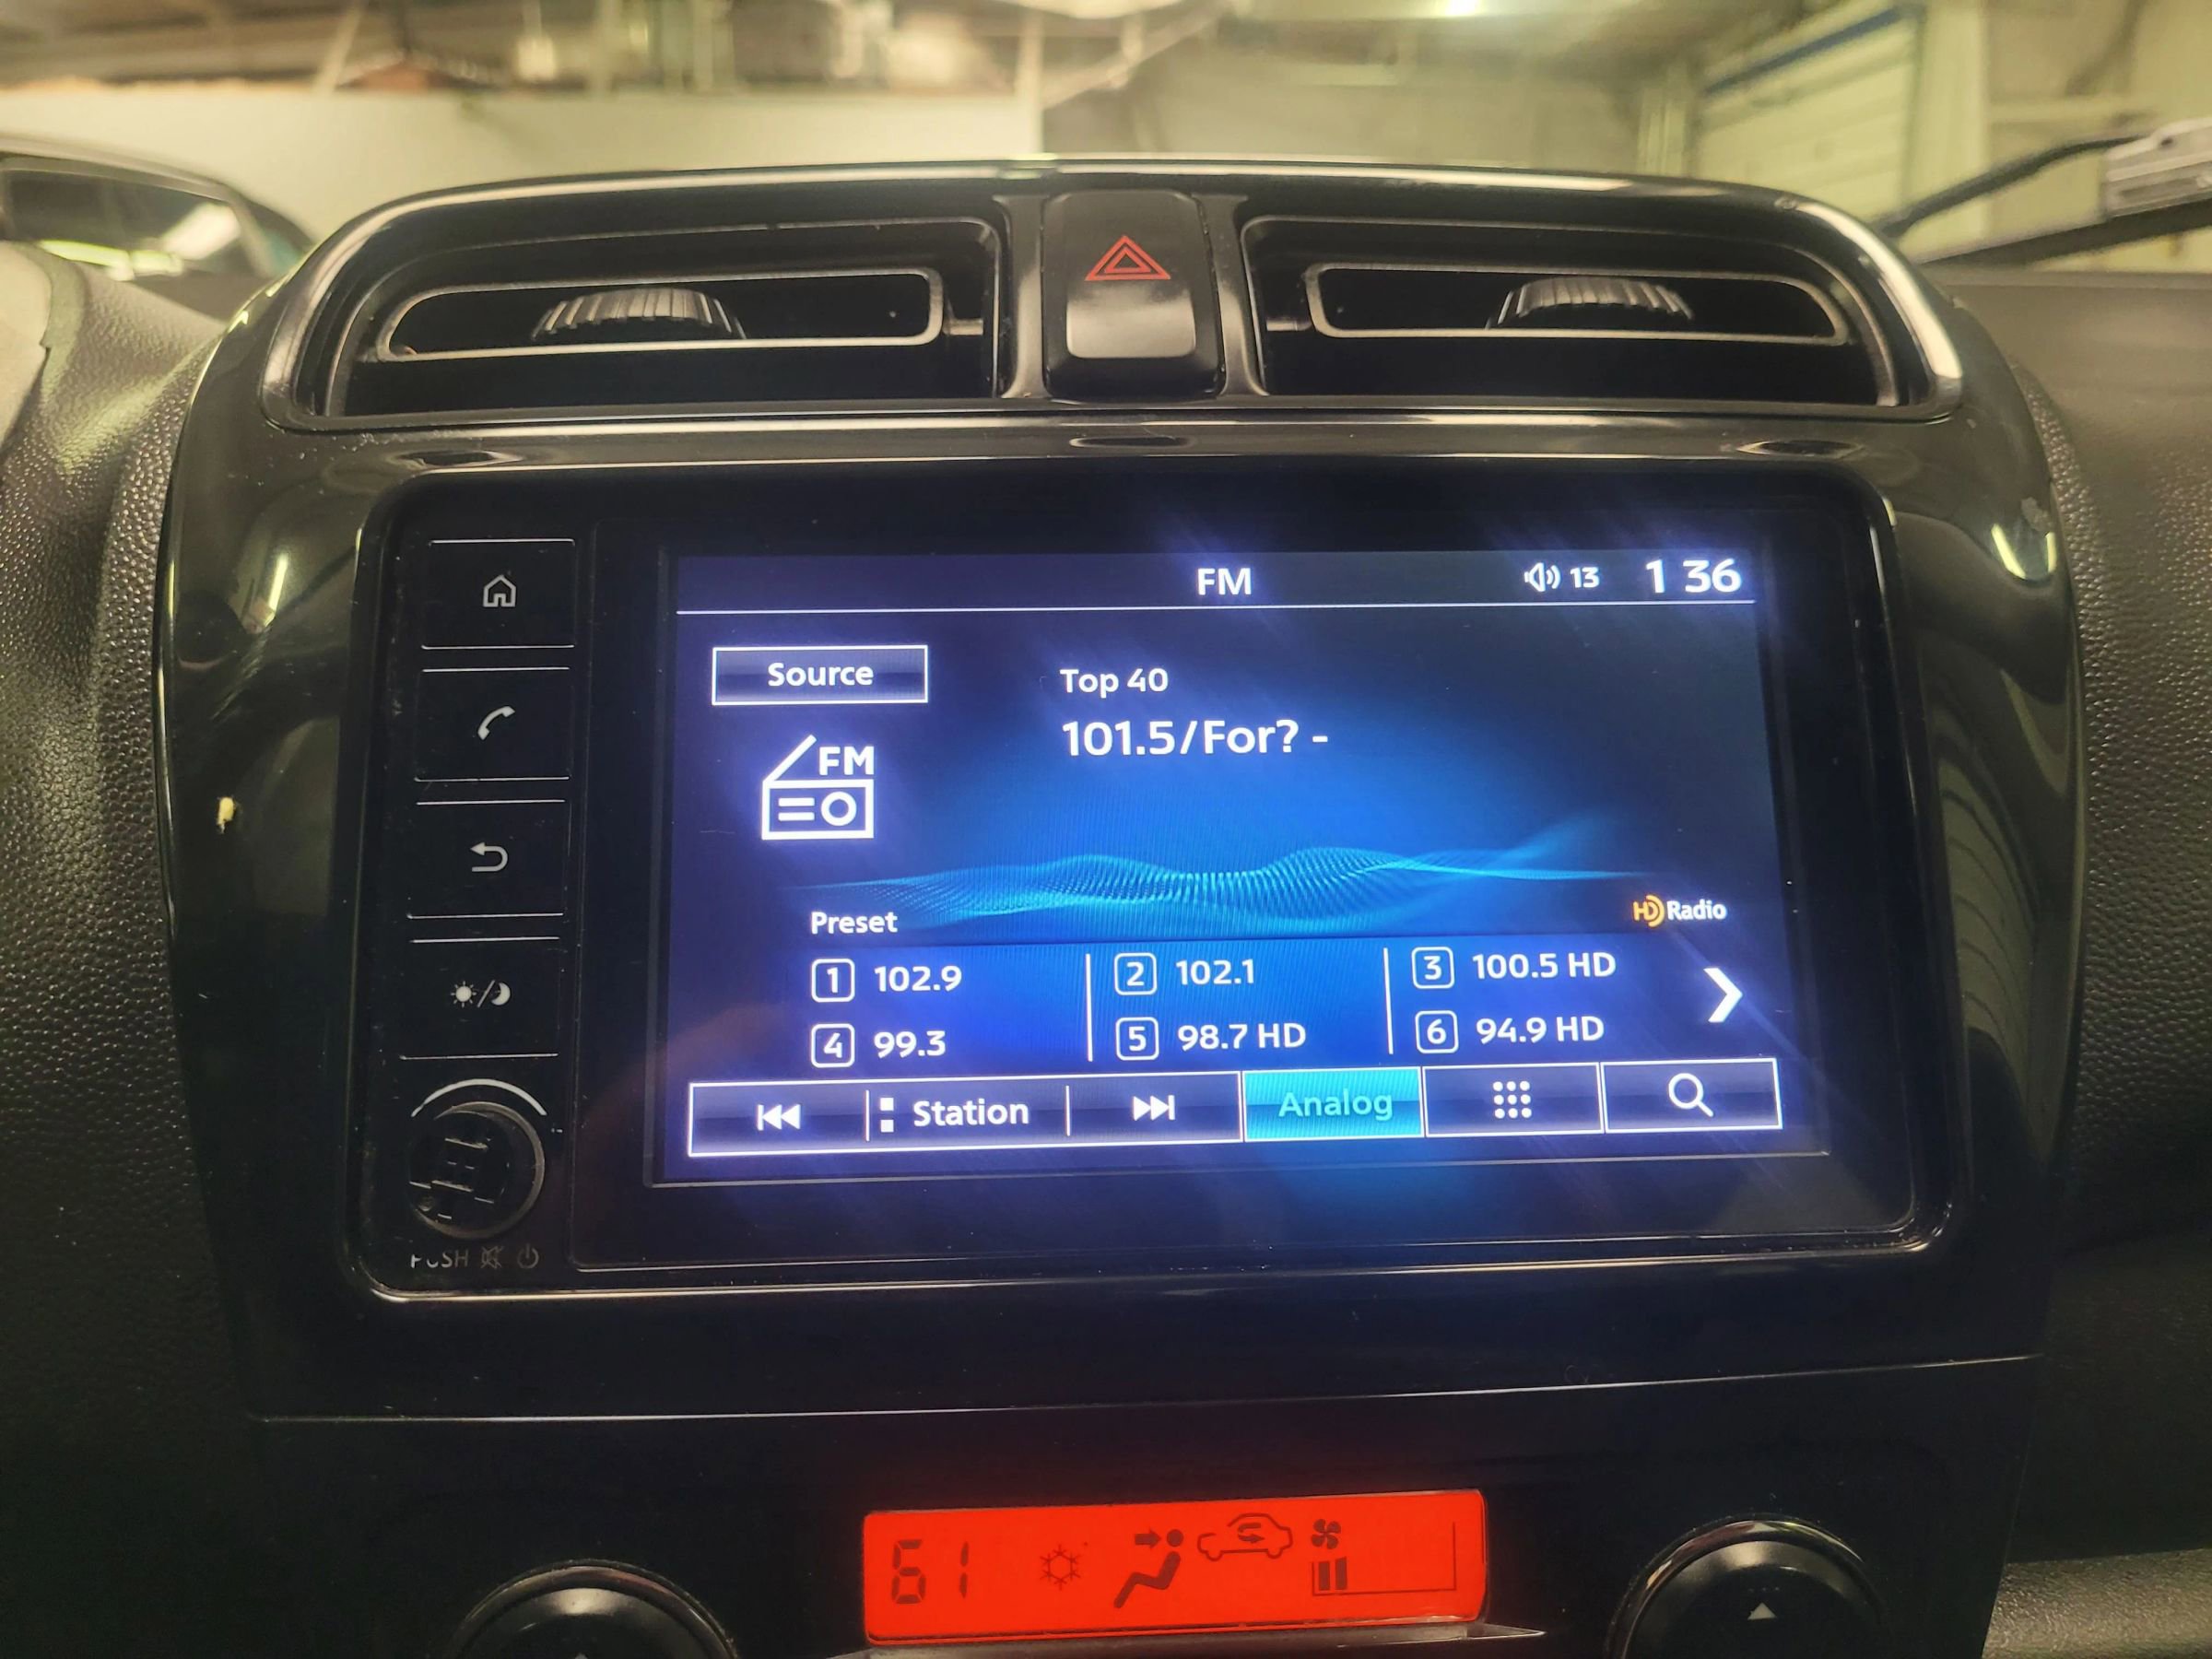 FM 13 1 36
Source
Top 40
101.5/For? -
FM
Preset
HD Radio
1 102.9 2 102.1 3 100.5 HD
4 99.3 5 98.7 HD 6 94.9 HD
Station Analog
PUSH
61